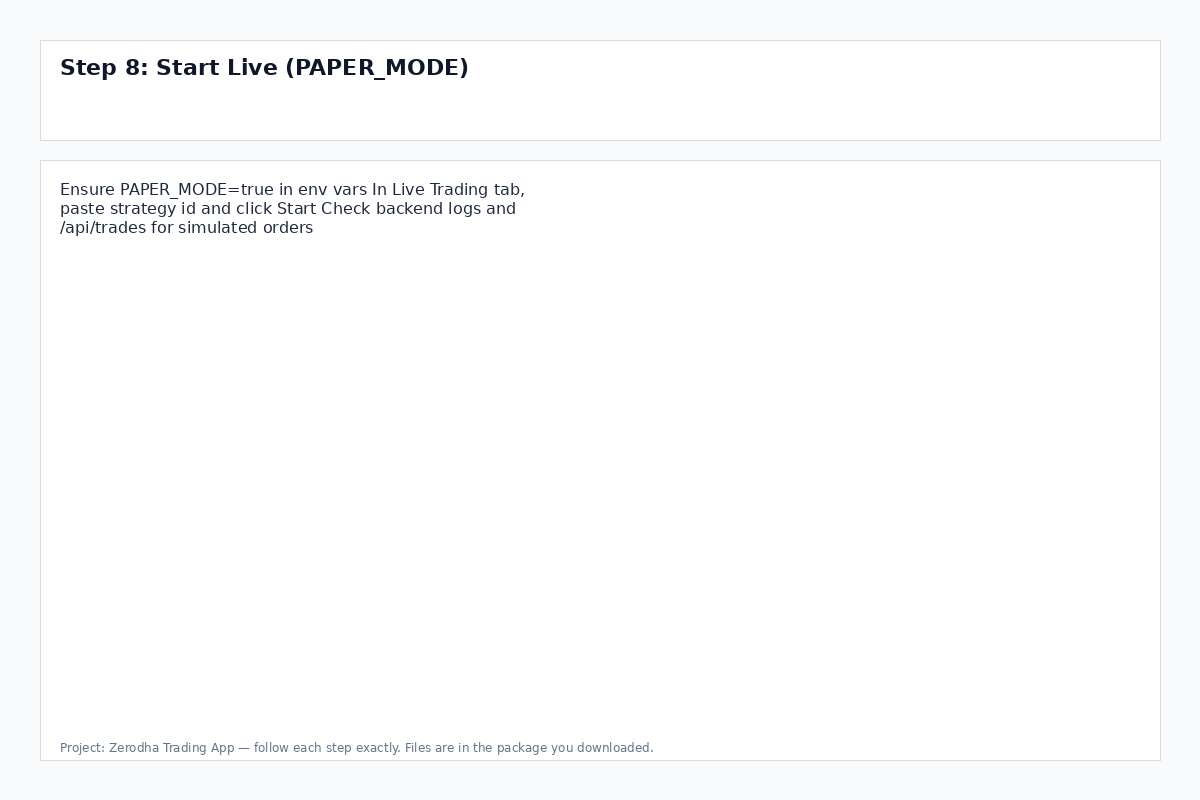 Step 8: Start Live (PAPER_MODE)
Ensure PAPER_MODE=true in env vars In Live Trading tab,
paste strategy id and click Start Check backend logs and
/api/trades for simulated orders
Project: Zerodha Trading App — follow each step exactly. Files are in the package you downloaded.